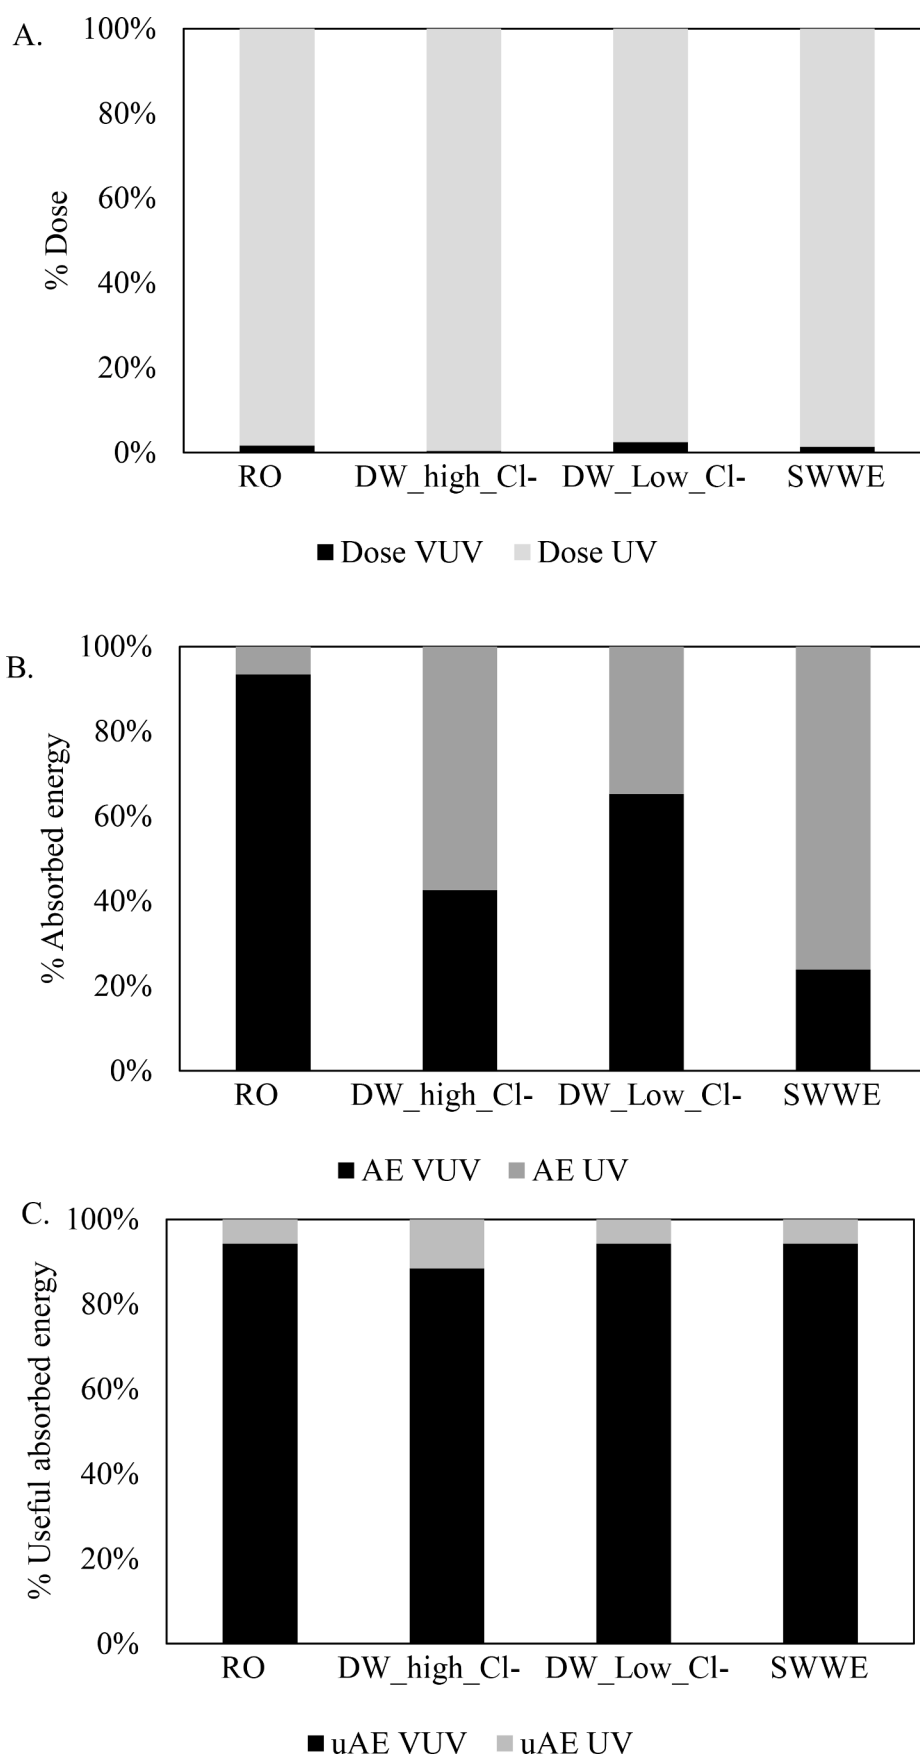 A.
% Dose
100%
80%
60%
40%
20%
0%
RO DW_high_Cl- DW_Low_Cl- SWWE
Dose VUV Dose UV
B.
% Absorbed energy
100%
80%
60%
40%
20%
0%
RO DW_high_Cl- DW_Low_Cl- SWWE
AE VUV AE UV
C.
% Useful absorbed energy
100%
80%
60%
40%
20%
0%
RO DW_high_Cl- DW_Low_Cl- SWWE
uAE VUV uAE UV